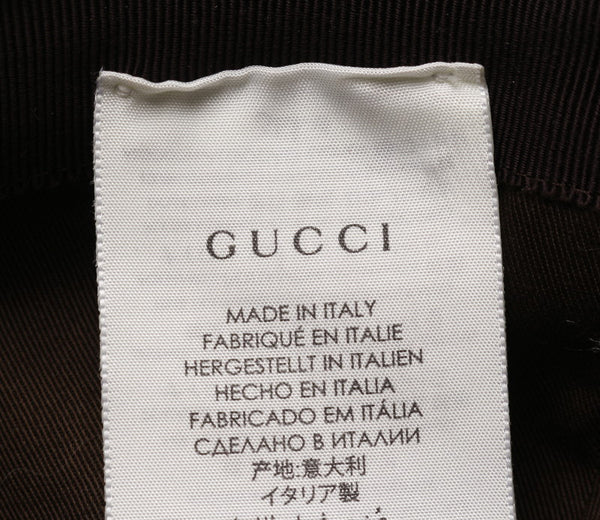 GUCCI
MADE IN ITALY
FABRIQUÉ EN ITALIE
HERGESTELLT IN ITALIEN
HECHO EN ITALIA
FABRICADO EM ITÁLIA
СДЕЛАНО В ИТАЛИИ
产地:意大利
イタリア製